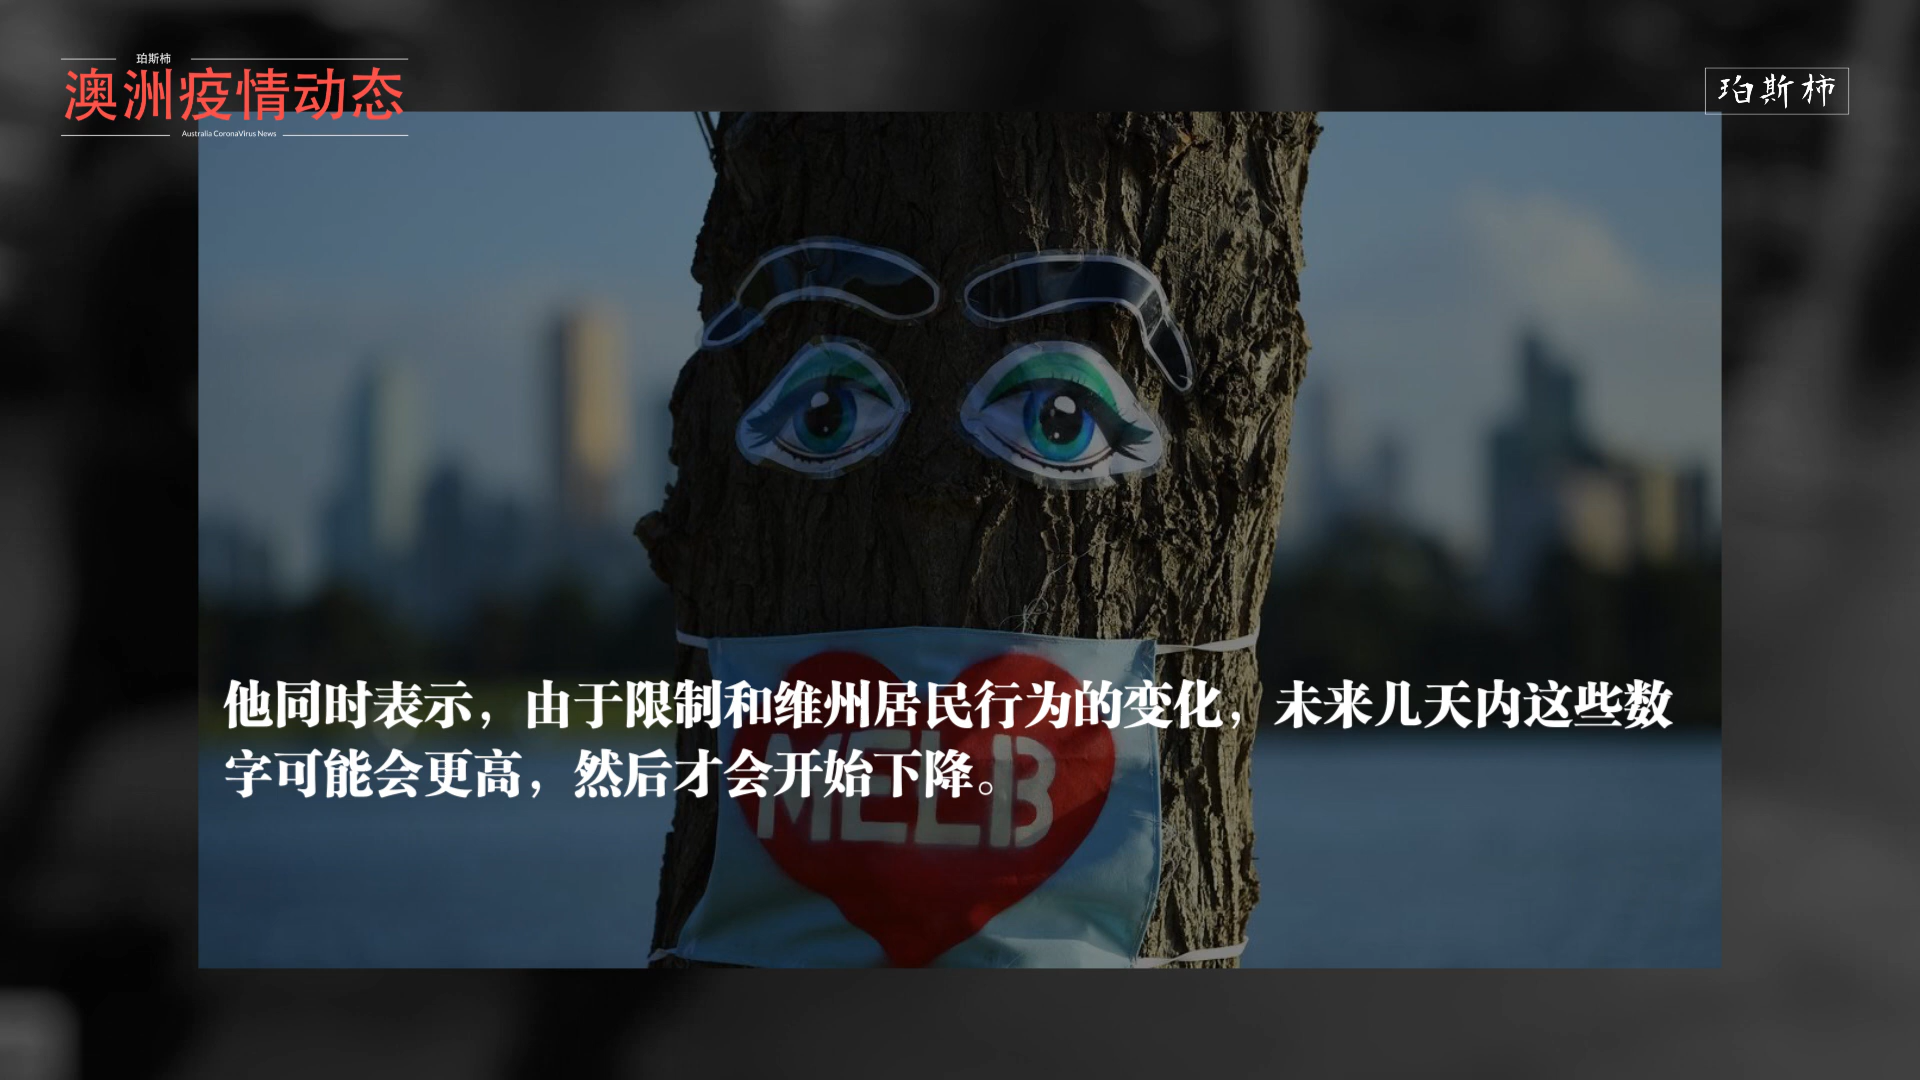 珀斯柿
澳洲疫情动态
Australia CoronaVirus News
珀斯柿
他同时表示，由于限制和维州居民行为的变化，未来几天内这些数
字可能会更高，然后才会开始下降。
MELB